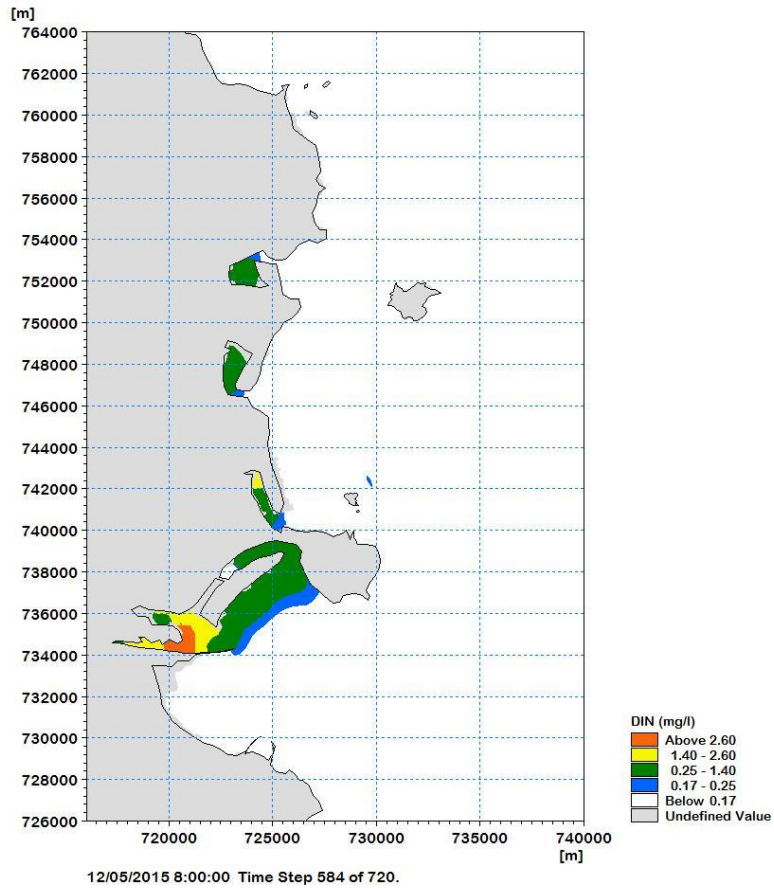 [m]
764000
762000
760000
758000
756000
754000
752000
750000
748000
746000
744000
742000
740000
738000
736000
734000
732000
730000
728000
726000
720000 725000 730000 735000 740000
[m]
DIN (mg/l)
Above 2.60
1.40 - 2.60
0.25 - 1.40
0.17 - 0.25
Below 0.17
Undefined Value
12/05/2015 8:00:00 Time Step 584 of 720.